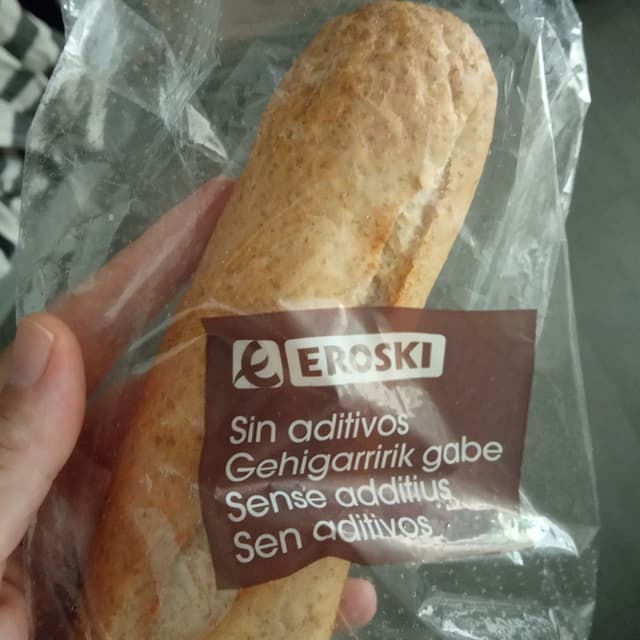 EROSKI
Sin aditivos
Gehigarririk gabe
Sense additius
Sen aditivos